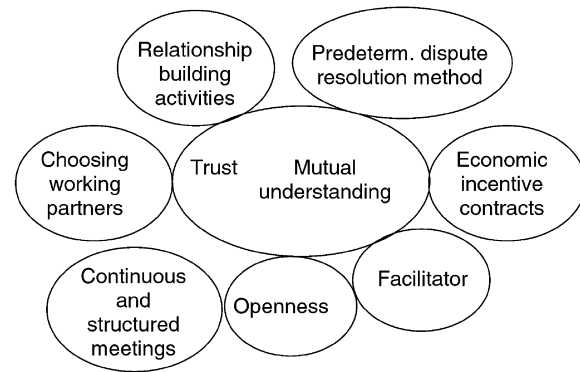 Relationship
building
activities
Predeterm. dispute
resolution method
Choosing
working
partners
Trust
Mutual
understanding
Economic
incentive
contracts
Continuous
and
structured
meetings
Openness
Facilitator